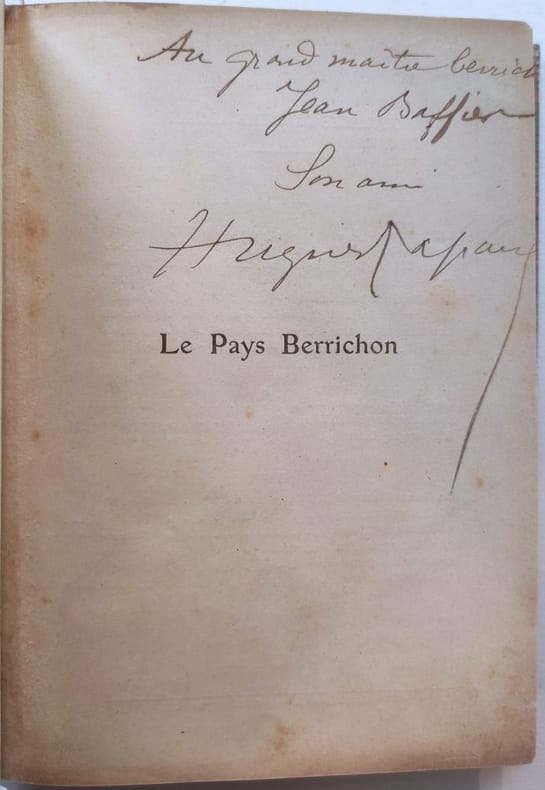 Au grand maître berrich
Jean Baffier
Son ami
Hugues Lapaire
Le Pays Berrichon